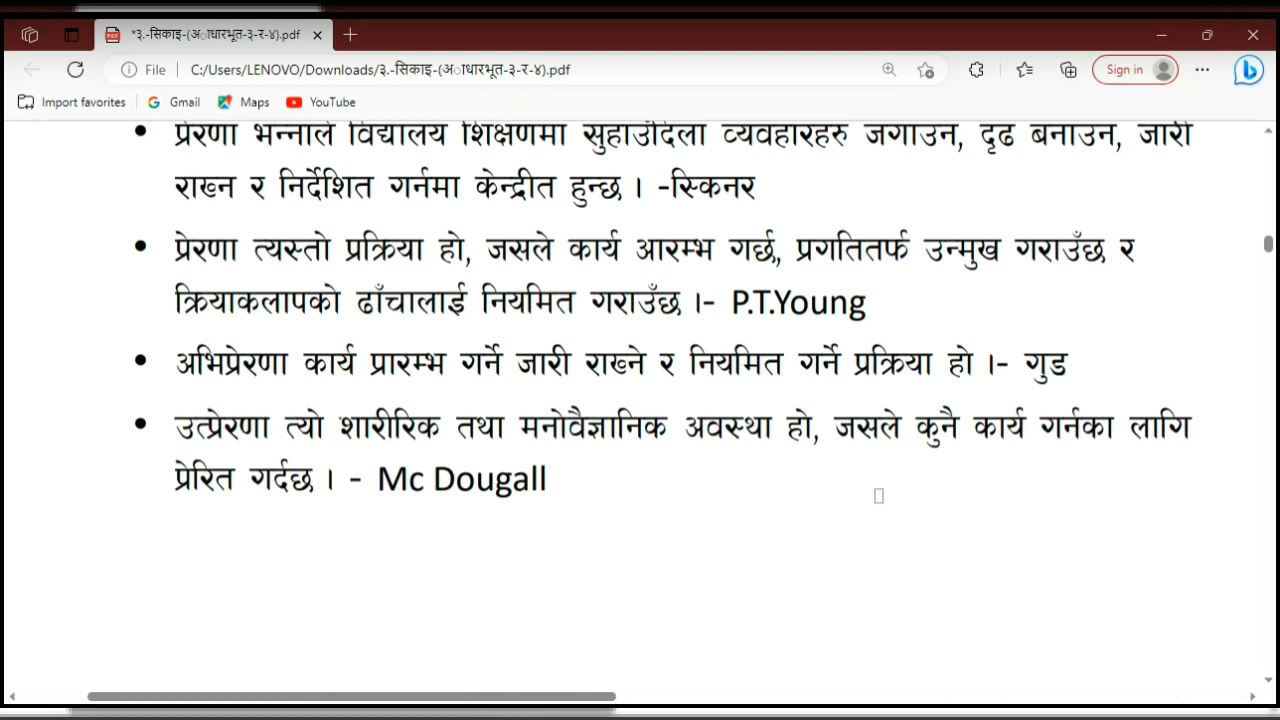 *३.-सिकाइ-(अाधारभूत-३-र-४).pdf
File | C:/Users/LENOVO/Downloads/३.-सिकाइ-(अाधारभूत-३-र-४).pdf
Sign in
Import favorites Gmail Maps YouTube
• प्रेरणा भन्नाले विद्यालय शिक्षणमा सुहाउँदिला व्यवहारहरु जगाउन, दृढ बनाउन, जारी
राख्न र निर्देशित गर्नमा केन्द्रीत हुन्छ । -स्किनर
• प्रेरणा त्यस्तो प्रक्रिया हो, जसले कार्य आरम्भ गर्छ, प्रगतितर्फ उन्मुख गराउँछ र
क्रियाकलापको ढाँचालाई नियमित गराउँछ ।- P.T.Young
• अभिप्रेरणा कार्य प्रारम्भ गर्ने जारी राख्ने र नियमित गर्ने प्रक्रिया हो ।- गुड
• उत्प्रेरणा त्यो शारीरिक तथा मनोवैज्ञानिक अवस्था हो, जसले कुनै कार्य गर्नका लागि
प्रेरित गर्दछ । - Mc Dougall